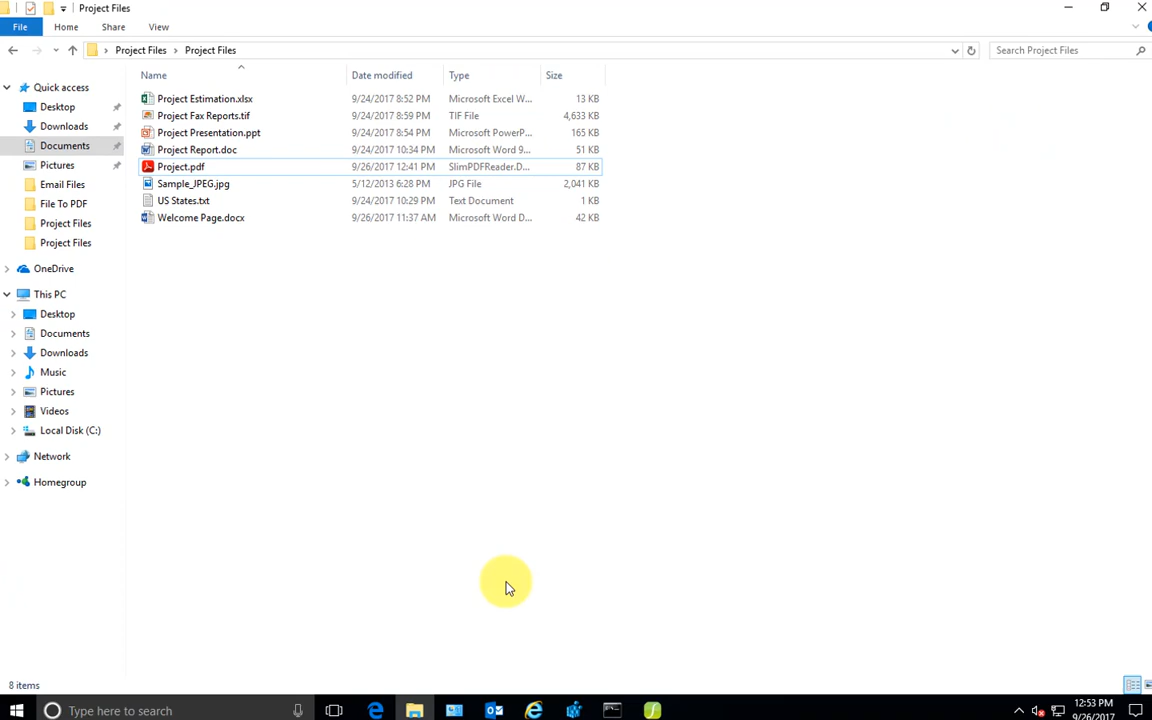 Project Files
File Home Share View
Project Files Project Files Search Project Files
Name Date modified Type Size
Quick access
Desktop
Downloads
Documents
Pictures
Email Files
File To PDF
Project Files
Project Files
OneDrive
This PC
Desktop
Documents
Downloads
Music
Pictures
Videos
Local Disk (C:)
Network
Homegroup
Project Estimation.xlsx 9/24/2017 8:52 PM Microsoft Excel W... 13 KB
Project Fax Reports.tif 9/24/2017 8:59 PM TIF File 4,633 KB
Project Presentation.ppt 9/24/2017 8:54 PM Microsoft PowerP... 165 KB
Project Report.doc 9/24/2017 10:34 PM Microsoft Word 9... 51 KB
Project.pdf 9/26/2017 12:41 PM SlimPDFReader.D... 87 KB
Sample_JPEG.jpg 5/12/2013 6:28 PM JPG File 2,041 KB
US States.txt 9/24/2017 10:29 PM Text Document 1 KB
Welcome Page.docx 9/26/2017 11:37 AM Microsoft Word D... 42 KB
8 items
Type here to search
12:53 PM
9/26/2017